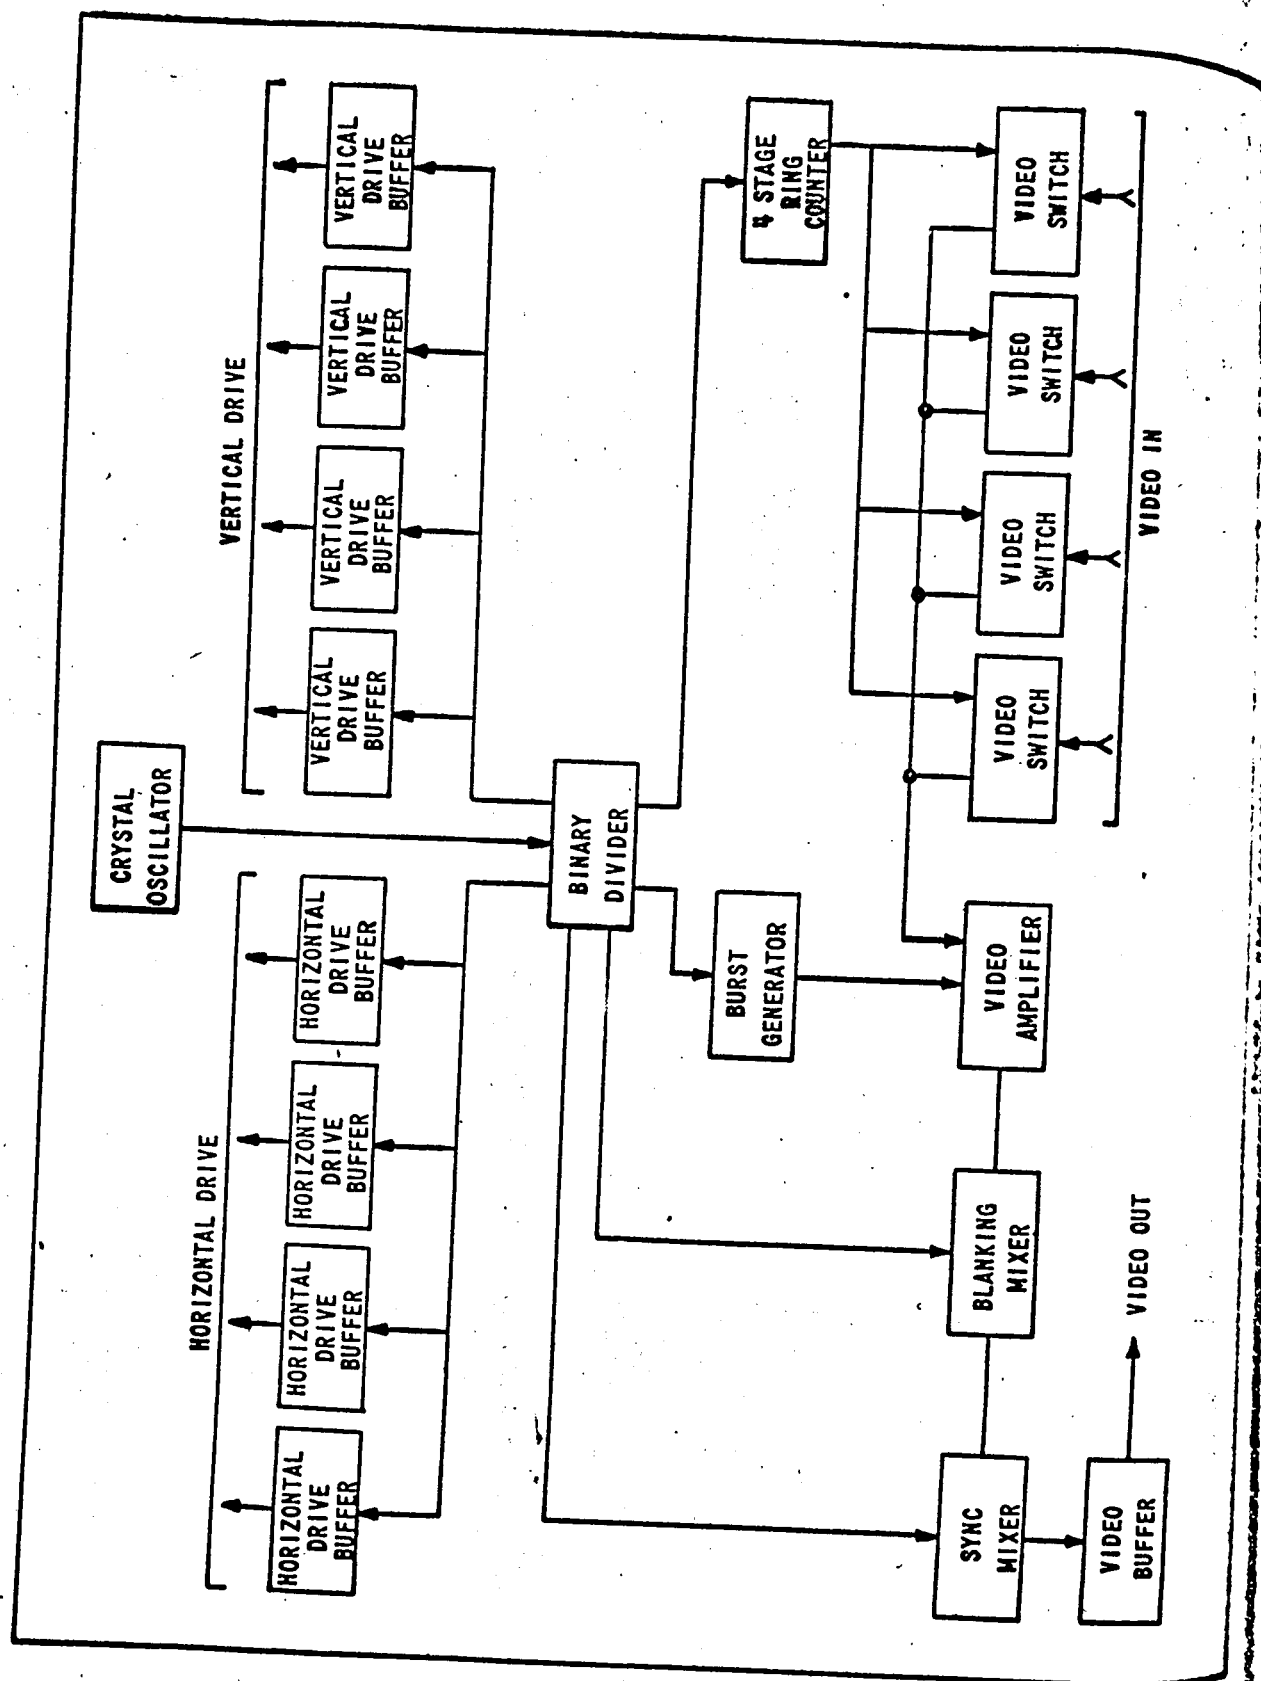 HORIZONTAL DRIVE
VERTICAL DRIVE
HORIZONTAL
DRIVE
BUFFER
HORIZONTAL
DRIVE
BUFFER
HORIZONTAL
DRIVE
BUFFER
HORIZONTAL
DRIVE
BUFFER
CRYSTAL
OSCILLATOR
VERTICAL
DRIVE
BUFFER
VERTICAL
DRIVE
BUFFER
VERTICAL
DRIVE
BUFFER
VERTICAL
DRIVE
BUFFER
BINARY
DIVIDER
BURST
GENERATOR
4 STAGE
RING
COUNTER
SYNC
MIXER
BLANKING
MIXER
VIDEO
AMPLIFIER
VIDEO
SWITCH
VIDEO
SWITCH
VIDEO
SWITCH
VIDEO
SWITCH
VIDEO
BUFFER
VIDEO OUT
VIDEO IN